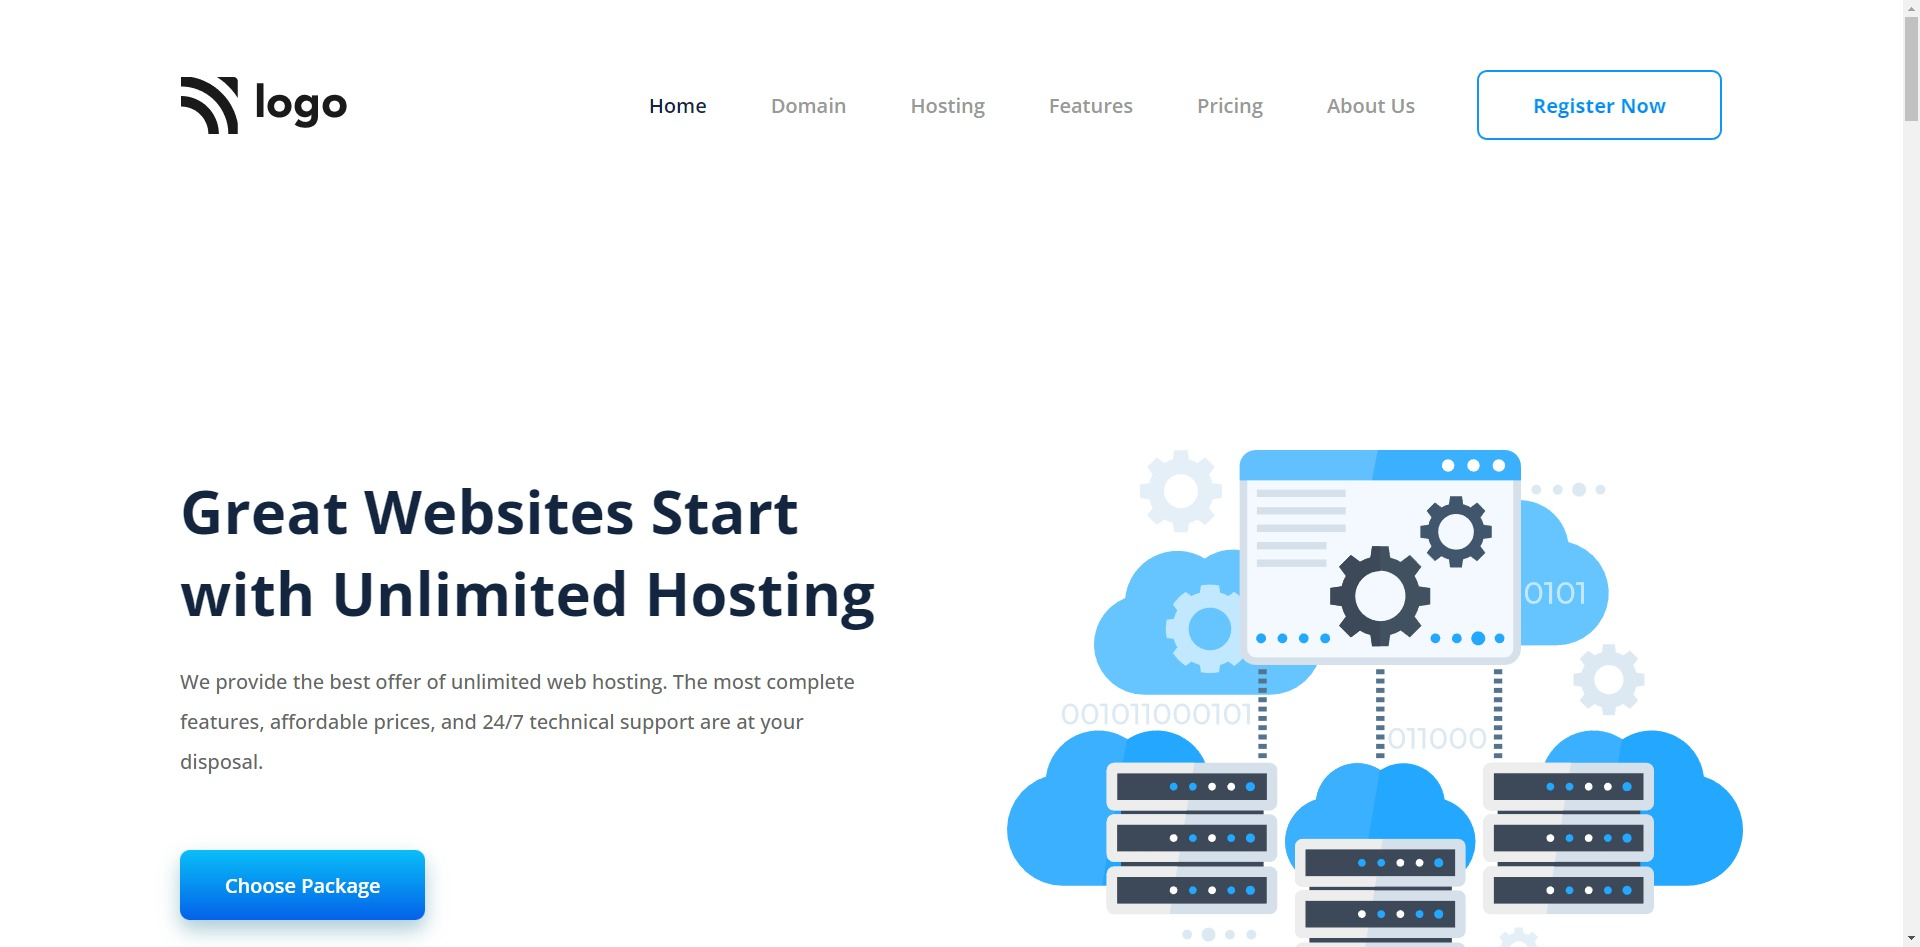 logo
Home
Domain
Hosting
Features
Pricing
About Us
Register Now
Great Websites Start
with Unlimited Hosting
We provide the best offer of unlimited web hosting. The most complete
features, affordable prices, and 24/7 technical support are at your
disposal.
Choose Package
0101
001011000101
011000